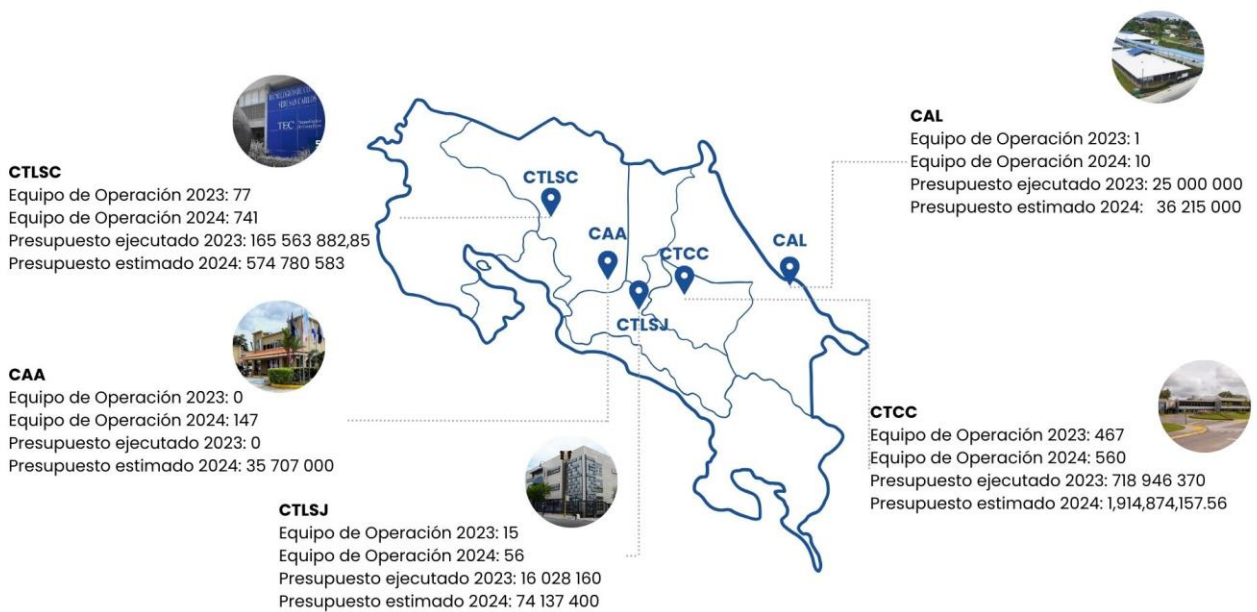 CTLSC
Equipo de Operación 2023: 77
Equipo de Operación 2024: 741
Presupuesto ejecutado 2023: 165 563 882,85
Presupuesto estimado 2024: 574 780 583
CAA
Equipo de Operación 2023: 0
Equipo de Operación 2024: 147
Presupuesto ejecutado 2023: 0
Presupuesto estimado 2024: 35 707 000
CTLSJ
Equipo de Operación 2023: 15
Equipo de Operación 2024: 56
Presupuesto ejecutado 2023: 16 028 160
Presupuesto estimado 2024: 74 137 400
TEC
CTLSC
CAA
CTCC
CAL
CTLSJ
CAL
Equipo de Operación 2023: 1
Equipo de Operación 2024: 10
Presupuesto ejecutado 2023: 25 000 000
Presupuesto estimado 2024: 36 215 000
CTCC
Equipo de Operación 2023: 467
Equipo de Operación 2024: 560
Presupuesto ejecutado 2023: 718 946 370
Presupuesto estimado 2024: 1,914,874,157.56